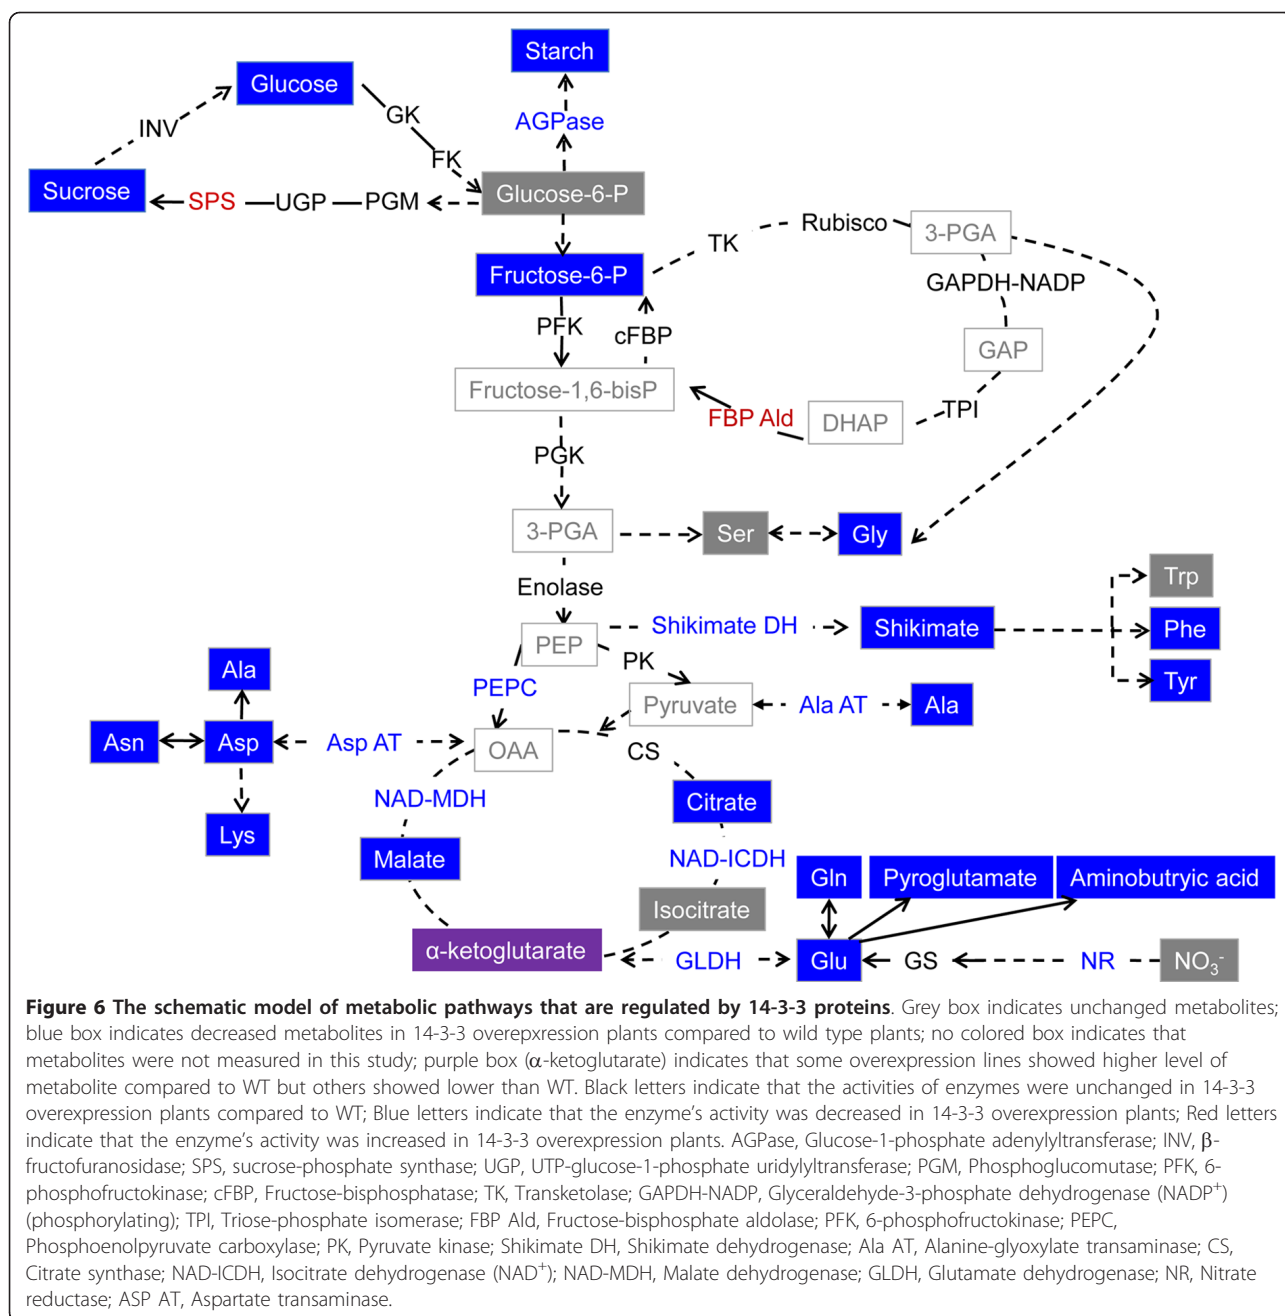 Starch
Glucose
GK
AGPase
INV
FK
Sucrose
SPS
UGP
PGM
Glucose-6-P
Rubisco
3-PGA
TK
Fructose-6-P
GAPDH-NADP
PFK
cFBP
GAP
Fructose-1,6-bisP
FBP Ald
DHAP
TPI
PGK
3-PGA
Ser
Gly
Enolase
Trp
Shikimate DH
Shikimate
Phe
PEP
Ala
PK
Tyr
PEPC
Pyruvate
Ala AT
Ala
Asn
Asp
Asp AT
OAA
CS
NAD-MDH
Citrate
Lys
Malate
NAD-ICDH
Gln
Pyroglutamate
Aminobutryic acid
Isocitrate
α-ketoglutarate
GLDH
Glu
GS
NR
NO₃⁻
Figure 6 The schematic model of metabolic pathways that are regulated by 14-3-3 proteins. Grey box indicates unchanged metabolites;
blue box indicates decreased metabolites in 14-3-3 overepxression plants compared to wild type plants; no colored box indicates that
metabolites were not measured in this study; purple box (α-ketoglutarate) indicates that some overexpression lines showed higher level of
metabolite compared to WT but others showed lower than WT. Black letters indicate that the activities of enzymes were unchanged in 14-3-3
overexpression plants compared to WT; Blue letters indicate that the enzyme's activity was decreased in 14-3-3 overexpression plants; Red letters
indicate that the enzyme's activity was increased in 14-3-3 overexpression plants. AGPase, Glucose-1-phosphate adenylyltransferase; INV, β-
fructofuranosidase; SPS, sucrose-phosphate synthase; UGP, UTP-glucose-1-phosphate uridylyltransferase; PGM, Phosphoglucomutase; PFK, 6-
phosphofructokinase; cFBP, Fructose-bisphosphatase; TK, Transketolase; GAPDH-NADP, Glyceraldehyde-3-phosphate dehydrogenase (NADP⁺)
(phosphorylating); TPI, Triose-phosphate isomerase; FBP Ald, Fructose-bisphosphate aldolase; PFK, 6-phosphofructokinase; PEPC,
Phosphoenolpyruvate carboxylase; PK, Pyruvate kinase; Shikimate DH, Shikimate dehydrogenase; Ala AT, Alanine-glyoxylate transaminase; CS,
Citrate synthase; NAD-ICDH, Isocitrate dehydrogenase (NAD⁺); NAD-MDH, Malate dehydrogenase; GLDH, Glutamate dehydrogenase; NR, Nitrate
reductase; ASP AT, Aspartate transaminase.